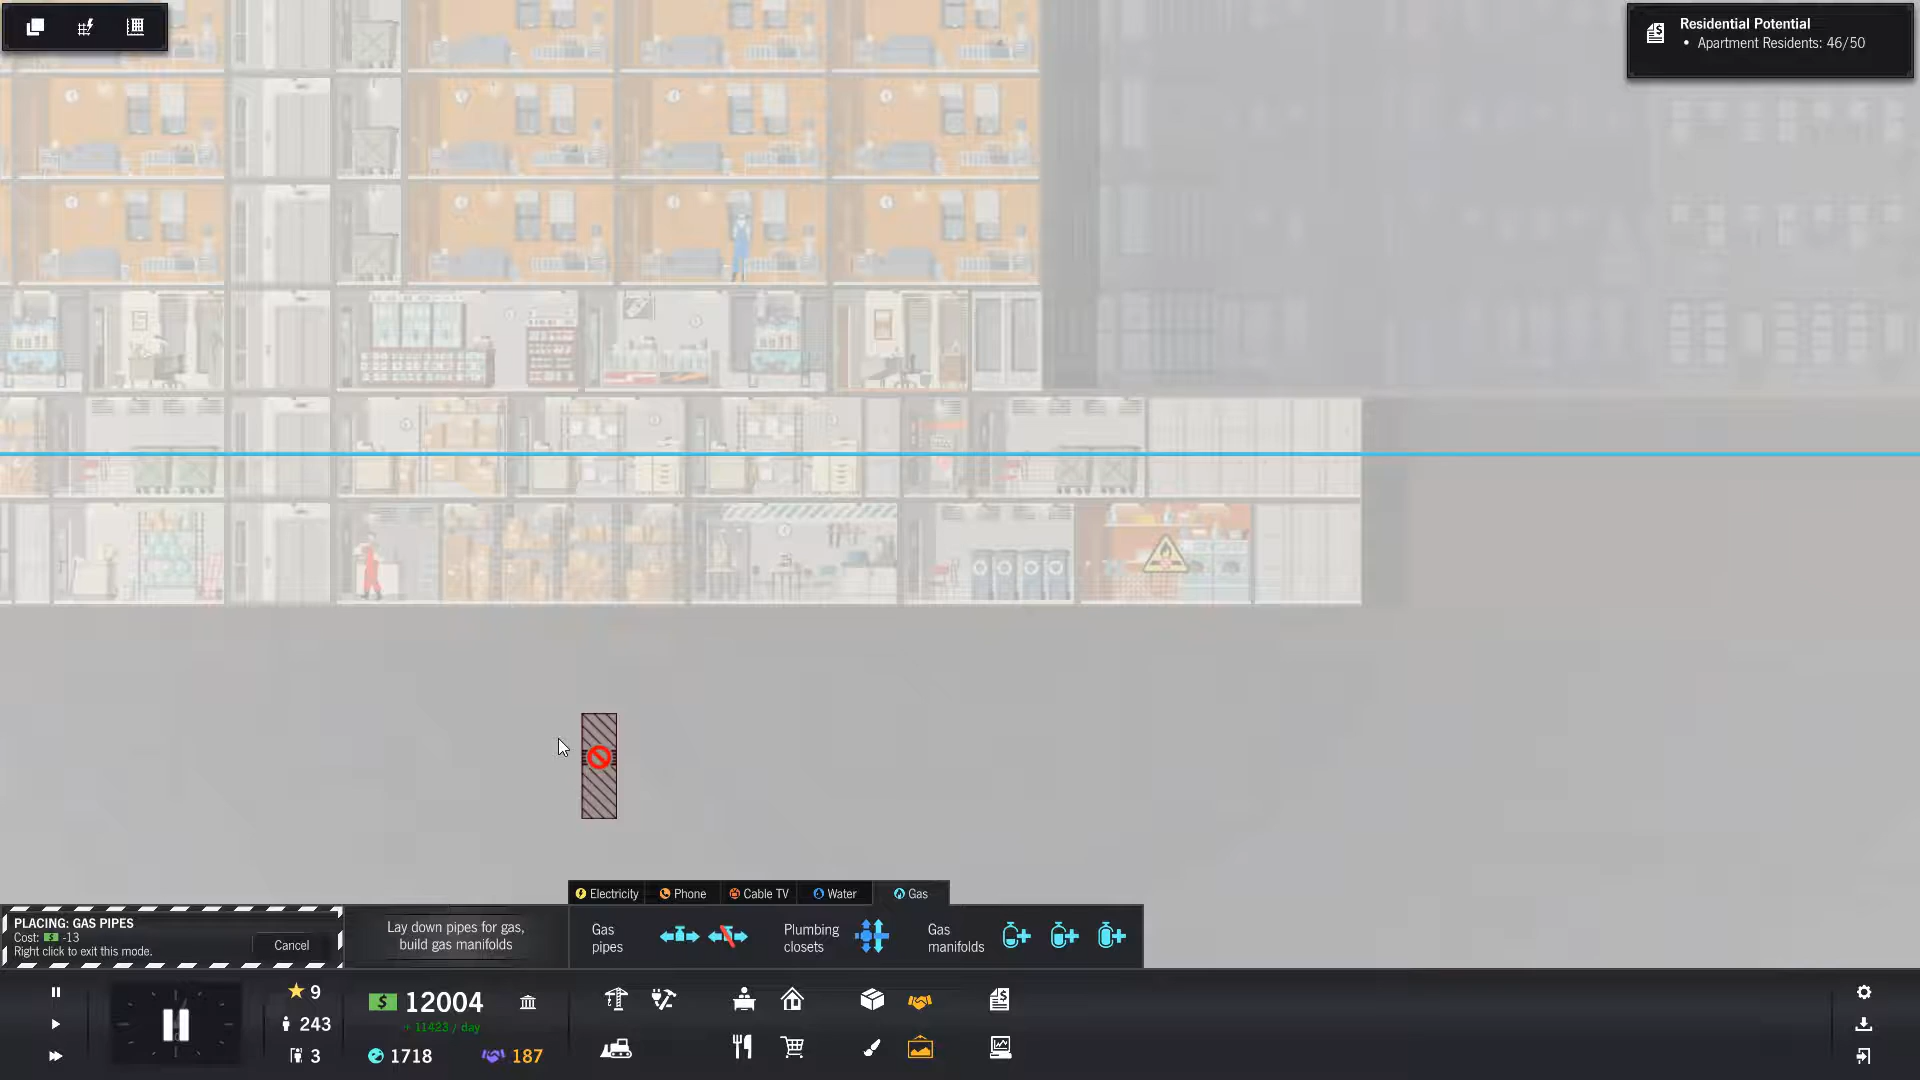 Residential Potential
• Apartment Residents: 46/50
Electricity
Phone
Cable TV
Water
Gas
PLACING: GAS PIPES
Cost: $ -13
Right click to exit this mode.
Cancel
Lay down pipes for gas,
build gas manifolds
Gas
pipes
Plumbing
closets
Gas
manifolds
9
243
3
$ 12004
+ 11423 / day
1718
187